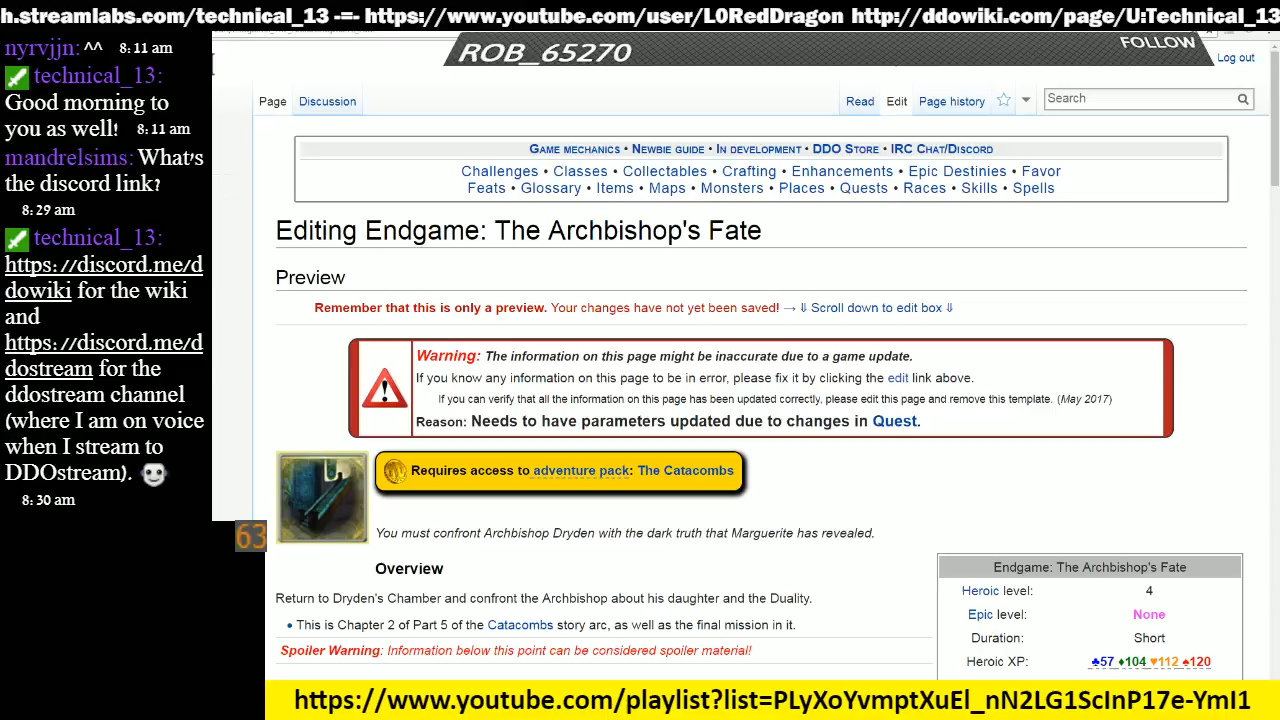 h.streamlabs.com/technical_13 -=- https://www.youtube.com/user/L0RedDragon http://ddowiki.com/page/U:Technical_13
nyrvjjn: ^^ 8:11 am
technical_13:
Good morning to
you as well! 8:11 am
mandrelsims: What's
the discord link?
8:29 am
technical_13:
https://discord.me/d
dowiki for the wiki
and
https://discord.me/d
dostream for the
ddostream channel
(where I am on voice
when I stream to
DDOstream).
8:30 am
63
ROB_65270
FOLLOW
Log out
Page Discussion Read Edit Page history Search
Game mechanics • Newbie guide • In development • DDO Store • IRC Chat/Discord
Challenges • Classes • Collectables • Crafting • Enhancements • Epic Destinies • Favor
Feats • Glossary • Items • Maps • Monsters • Places • Quests • Races • Skills • Spells
Editing Endgame: The Archbishop's Fate
Preview
Remember that this is only a preview. Your changes have not yet been saved! → ⇓ Scroll down to edit box ⇓
Warning: The information on this page might be inaccurate due to a game update.
If you know any information on this page to be in error, please fix it by clicking the edit link above.
If you can verify that all the information on this page has been updated correctly, please edit this page and remove this template. (May 2017)
Reason: Needs to have parameters updated due to changes in Quest.
Requires access to adventure pack: The Catacombs
You must confront Archbishop Dryden with the dark truth that Marguerite has revealed.
Overview
Return to Dryden's Chamber and confront the Archbishop about his daughter and the Duality.
• This is Chapter 2 of Part 5 of the Catacombs story arc, as well as the final mission in it.
Spoiler Warning: Information below this point can be considered spoiler material!
Endgame: The Archbishop's Fate
Heroic level: 4
Epic level: None
Duration: Short
Heroic XP: ♣57 ♦104 ♥112 ♠120
https://www.youtube.com/playlist?list=PLyXoYvmptXuEl_nN2LG1ScInP17e-YmI1